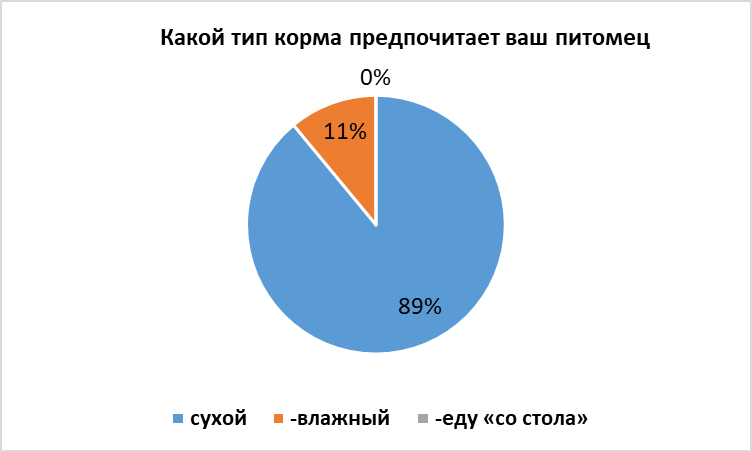 Какой тип корма предпочитает ваш питомец
0%
11%
89%
сухой -влажный -еду «со стола»